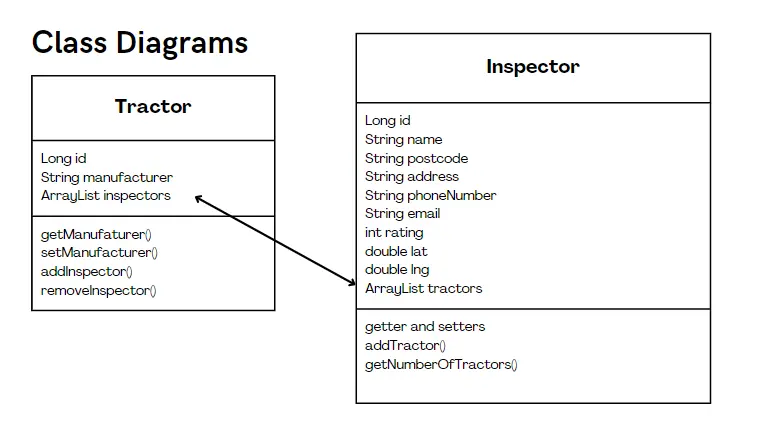 Class Diagrams
Tractor
Long id
String manufacturer
ArrayList inspectors
getManufaturer()
setManufacturer()
addInspector()
removeInspector()
Inspector
Long id
String name
String postcode
String address
String phoneNumber
String email
int rating
double lat
double lng
ArrayList tractors
getter and setters
addTractor()
getNumberOfTractors()